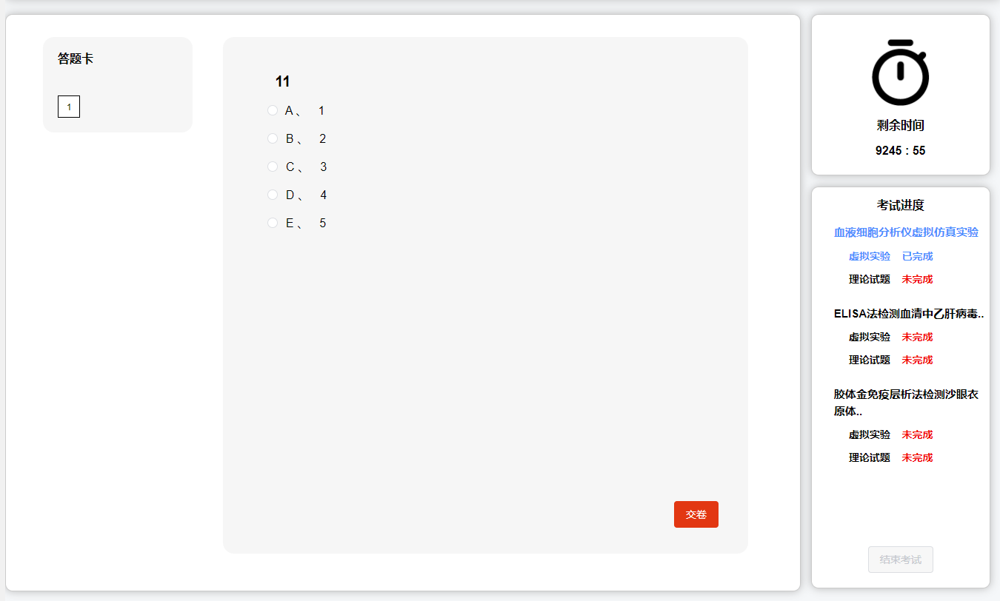 答题卡
1
11
A、 1
B、 2
C、 3
D、 4
E、 5
交卷
剩余时间
9245 : 55
考试进度
血液细胞分析仪虚拟仿真实验
虚拟实验 已完成
理论试题 未完成
ELISA法检测血清中乙肝病毒..
虚拟实验 未完成
理论试题 未完成
胶体金免疫层析法检测沙眼衣
原体..
虚拟实验 未完成
理论试题 未完成
结束考试